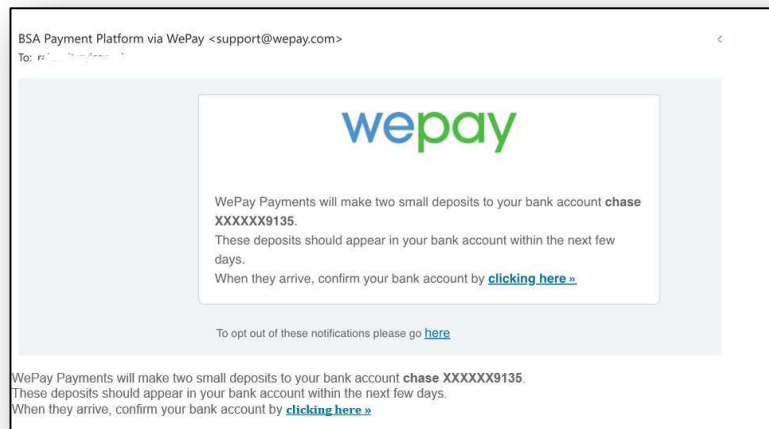 BSA Payment Platform via WePay <support@wepay.com>
To:
wepay
WePay Payments will make two small deposits to your bank account chase
XXXXXX9135.
These deposits should appear in your bank account within the next few
days.
When they arrive, confirm your bank account by clicking here »
To opt out of these notifications please go here
WePay Payments will make two small deposits to your bank account chase XXXXXX9135.
These deposits should appear in your bank account within the next few days.
When they arrive, confirm your bank account by clicking here »